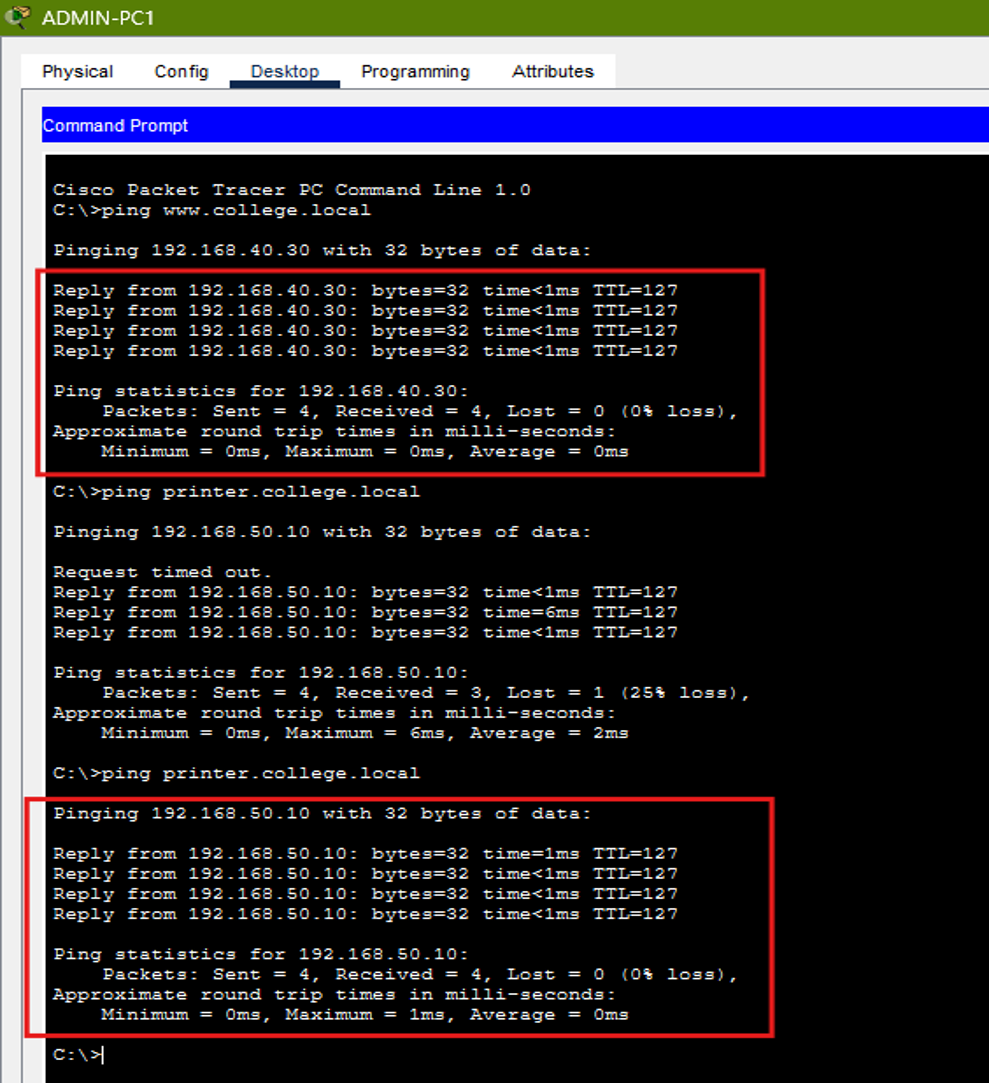 ADMIN-PC1
Physical Config Desktop Programming Attributes
Command Prompt
Cisco Packet Tracer PC Command Line 1.0
C:\>ping www.college.local
Pinging 192.168.40.30 with 32 bytes of data:
Reply from 192.168.40.30: bytes=32 time<1ms TTL=127
Reply from 192.168.40.30: bytes=32 time<1ms TTL=127
Reply from 192.168.40.30: bytes=32 time<1ms TTL=127
Reply from 192.168.40.30: bytes=32 time<1ms TTL=127
Ping statistics for 192.168.40.30:
    Packets: Sent = 4, Received = 4, Lost = 0 (0% loss),
Approximate round trip times in milli-seconds:
    Minimum = 0ms, Maximum = 0ms, Average = 0ms
C:\>ping printer.college.local
Pinging 192.168.50.10 with 32 bytes of data:
Request timed out.
Reply from 192.168.50.10: bytes=32 time<1ms TTL=127
Reply from 192.168.50.10: bytes=32 time=6ms TTL=127
Reply from 192.168.50.10: bytes=32 time<1ms TTL=127
Ping statistics for 192.168.50.10:
    Packets: Sent = 4, Received = 3, Lost = 1 (25% loss),
Approximate round trip times in milli-seconds:
    Minimum = 0ms, Maximum = 6ms, Average = 2ms
C:\>ping printer.college.local
Pinging 192.168.50.10 with 32 bytes of data:
Reply from 192.168.50.10: bytes=32 time=1ms TTL=127
Reply from 192.168.50.10: bytes=32 time<1ms TTL=127
Reply from 192.168.50.10: bytes=32 time<1ms TTL=127
Reply from 192.168.50.10: bytes=32 time<1ms TTL=127
Ping statistics for 192.168.50.10:
    Packets: Sent = 4, Received = 4, Lost = 0 (0% loss),
Approximate round trip times in milli-seconds:
    Minimum = 0ms, Maximum = 1ms, Average = 0ms
C:\>